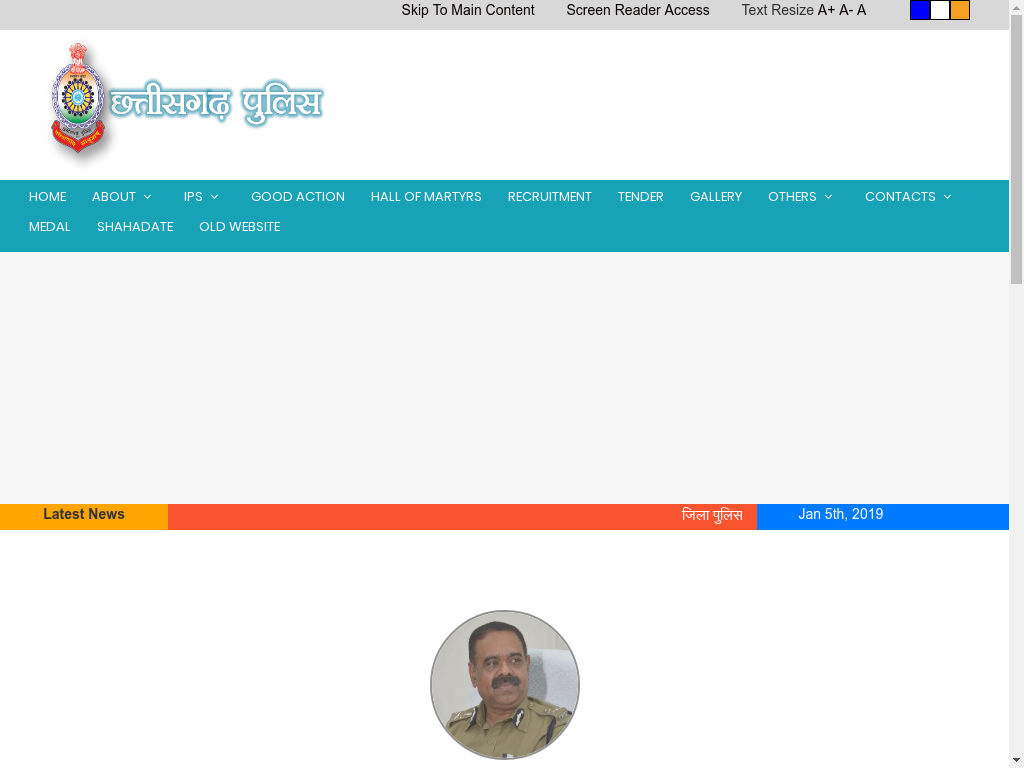 Skip To Main Content Screen Reader Access Text Resize A+ A- A
छत्तीसगढ़ पुलिस
HOME ABOUT IPS GOOD ACTION HALL OF MARTYRS RECRUITMENT TENDER GALLERY OTHERS CONTACTS
MEDAL SHAHADATE OLD WEBSITE
Latest News जिला पुलिस Jan 5th, 2019